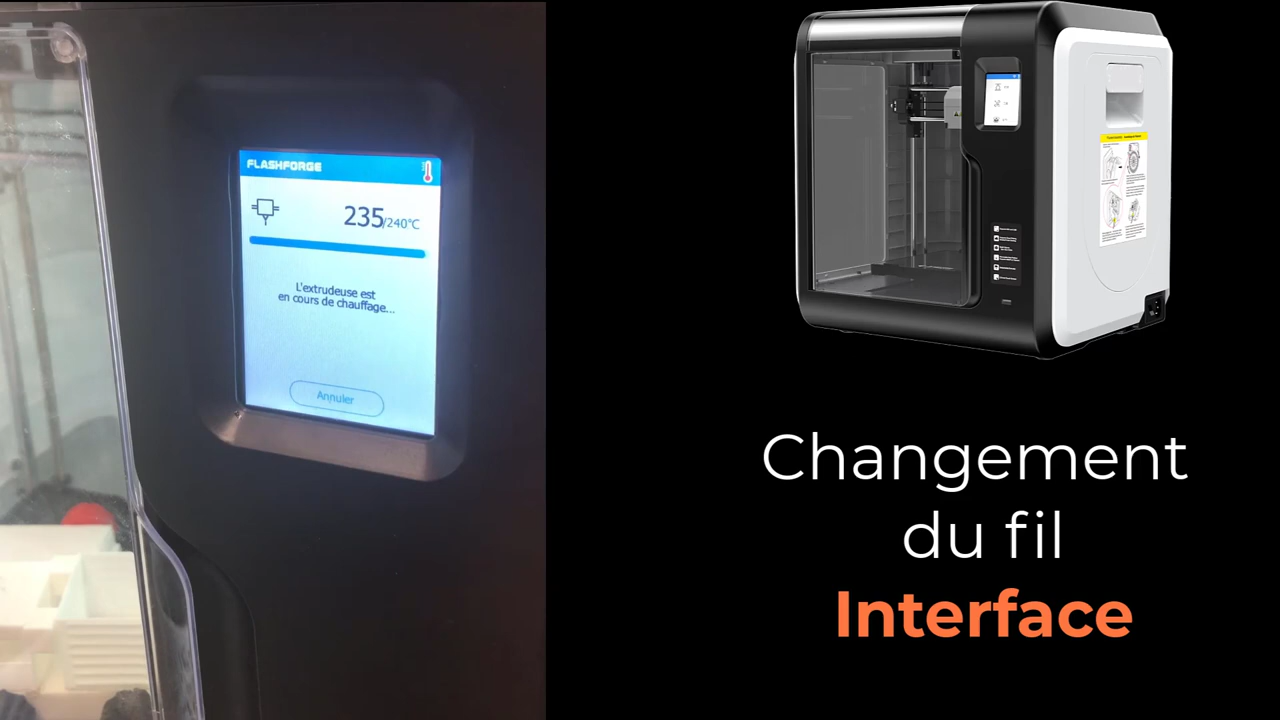 FLASHFORGE
235/240°C
L'extrudeuse est
en cours de chauffage...
Annuler
Changement
du fil
Interface